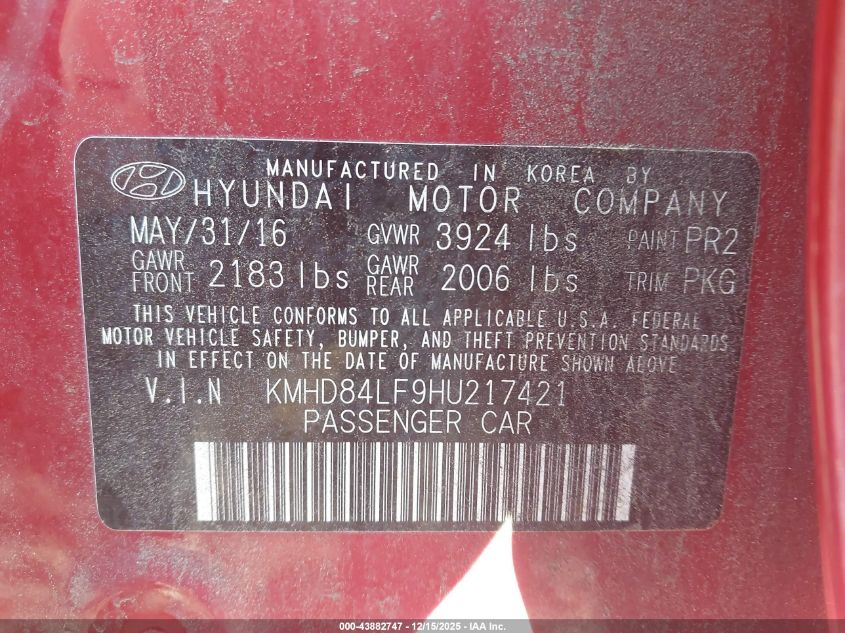 MANUFACTURED IN KOREA BY
HYUNDAI MOTOR COMPANY
MAY/31/16 GVWR 3924 lbs PAINT PR2
GAWR FRONT 2183 lbs GAWR REAR 2006 lbs TRIM PKG
THIS VEHICLE CONFORMS TO ALL APPLICABLE U.S.A. FEDERAL
MOTOR VEHICLE SAFETY, BUMPER, AND THEFT PREVENTION STANDARDS
IN EFFECT ON THE DATE OF MANUFACTURE SHOWN ABOVE
V.I.N KMHD84LF9HU217421
PASSENGER CAR
000-43882747 - 12/15/2025 - IAA Inc.